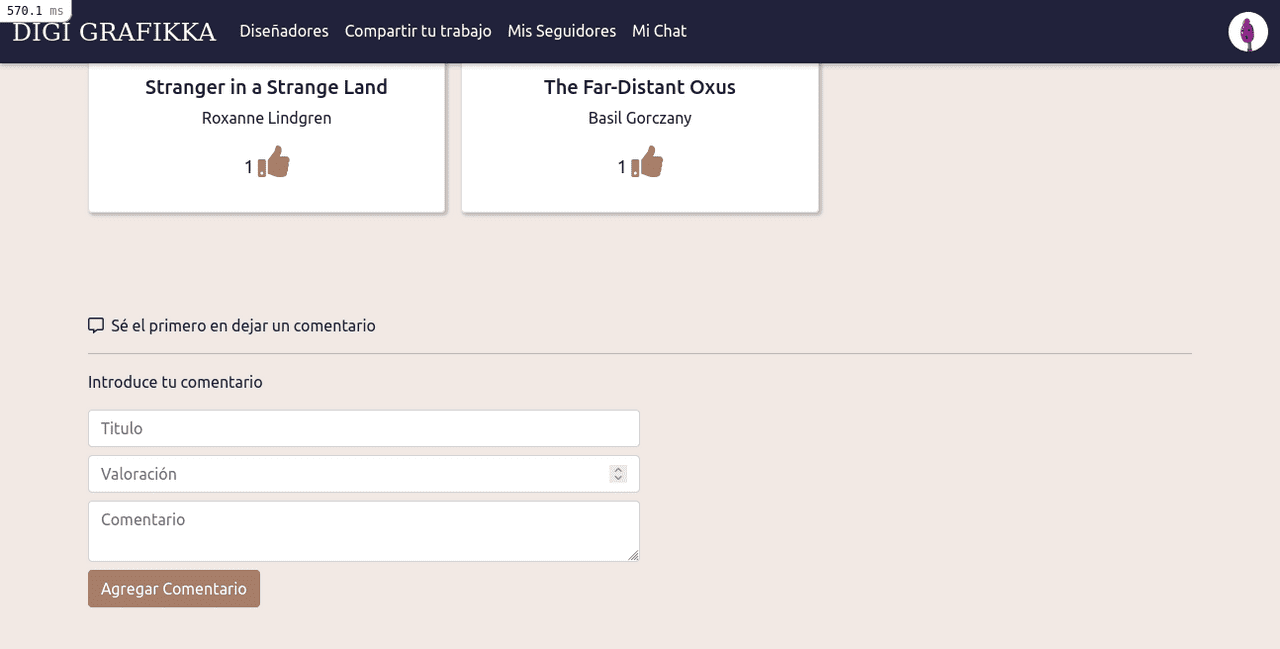 570.1 ms
DIGI GRAFIKKA Diseñadores Compartir tu trabajo Mis Seguidores Mi Chat
Stranger in a Strange Land The Far-Distant Oxus
Roxanne Lindgren Basil Gorczany
1 1
Sé el primero en dejar un comentario
Introduce tu comentario
Titulo
Valoración
Comentario
Agregar Comentario